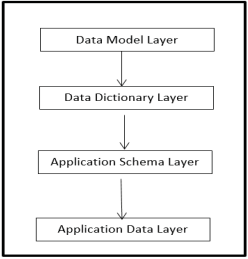 Data Model Layer
Data Dictionary Layer
Application Schema Layer
Application Data Layer